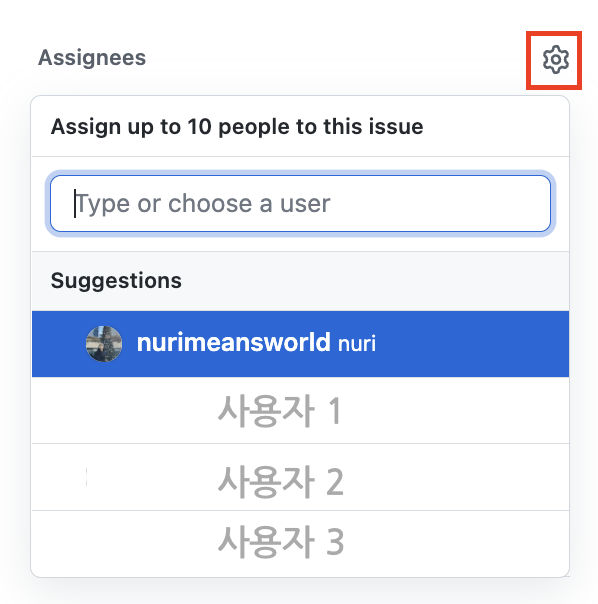 Assignees
Assign up to 10 people to this issue
Type or choose a user
Suggestions
nurimeansworld nuri
사용자 1
사용자 2
사용자 3